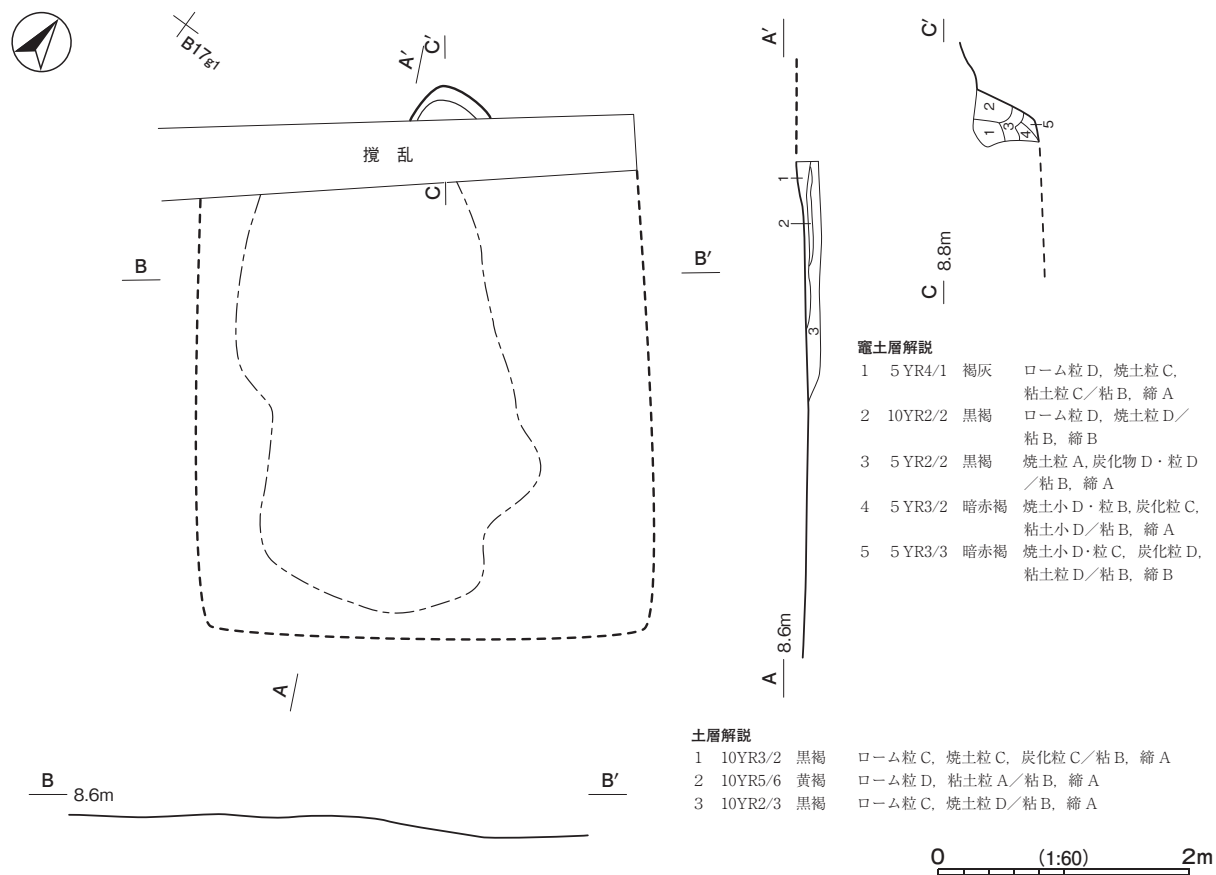 B17g1
A′
C′
撹 乱
C
B
B′
A
A′
1
2
3
A
8.6m
C′
2
1
3
4
5
C
8.8m
竈土層解説
1 5YR4/1 褐灰 ローム粒 D, 焼土粒 C,
粘土粒 C/粘 B, 締 A
2 10YR2/2 黒褐 ローム粒 D, 焼土粒 D/
粘 B, 締 B
3 5YR2/2 黒褐 焼土粒 A, 炭化物 D・粒 D
/粘 B, 締 A
4 5YR3/2 暗赤褐 焼土小 D・粒 B, 炭化粒 C,
粘土小 D/粘 B, 締 A
5 5YR3/3 暗赤褐 焼土小 D・粒 C, 炭化粒 D,
粘土粒 D/粘 B, 締 B
土層解説
1 10YR3/2 黒褐 ローム粒 C, 焼土粒 C, 炭化粒 C/粘 B, 締 A
2 10YR5/6 黄褐 ローム粒 D, 粘土粒 A/粘 B, 締 A
3 10YR2/3 黒褐 ローム粒 C, 焼土粒 D/粘 B, 締 A
B
8.6m
B′
0 (1:60) 2m